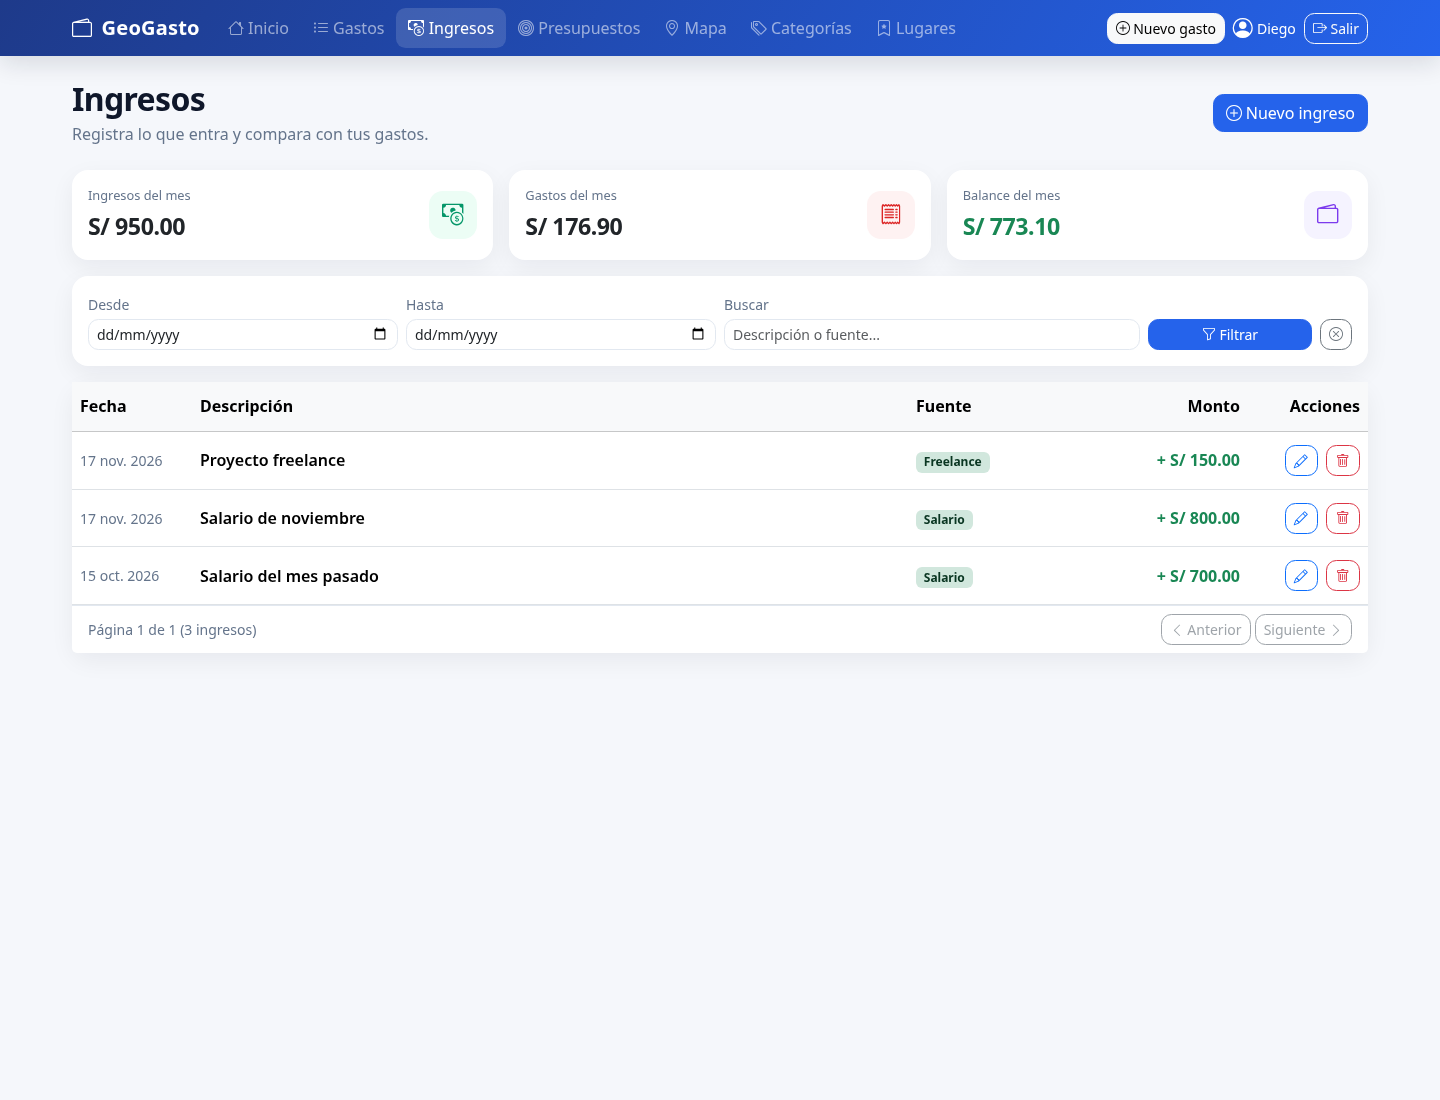 GeoGasto Inicio Gastos Ingresos Presupuestos Mapa Categorías Lugares Nuevo gasto Diego Salir
Ingresos
Registra lo que entra y compara con tus gastos.
Nuevo ingreso
Ingresos del mes
S/ 950.00
Gastos del mes
S/ 176.90
Balance del mes
S/ 773.10
Desde Hasta Buscar
dd/mm/yyyy dd/mm/yyyy Descripción o fuente... Filtrar
Fecha Descripción Fuente Monto Acciones
17 nov. 2026 Proyecto freelance Freelance + S/ 150.00
17 nov. 2026 Salario de noviembre Salario + S/ 800.00
15 oct. 2026 Salario del mes pasado Salario + S/ 700.00
Página 1 de 1 (3 ingresos) Anterior Siguiente